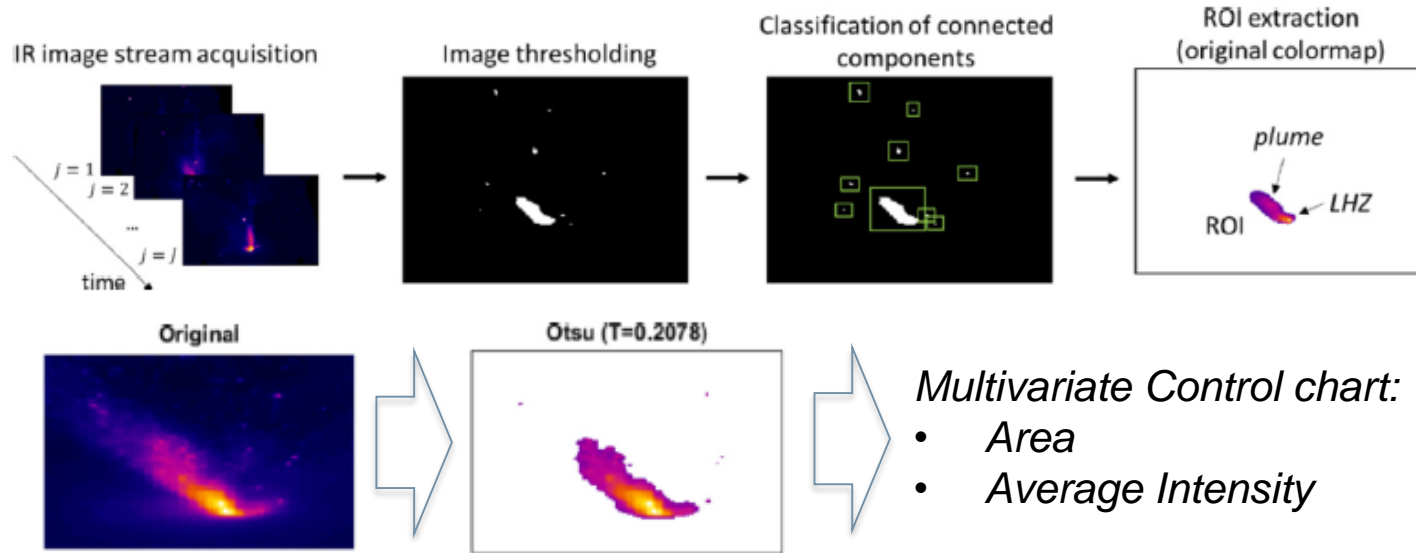 IR image stream acquisition
j = 1
j = 2
...
j = J
time
Image thresholding
Classification of connected
components
ROI extraction
(original colormap)
plume
LHZ
ROI
Original
Otsu (T=0.2078)
Multivariate Control chart:
• Area
• Average Intensity